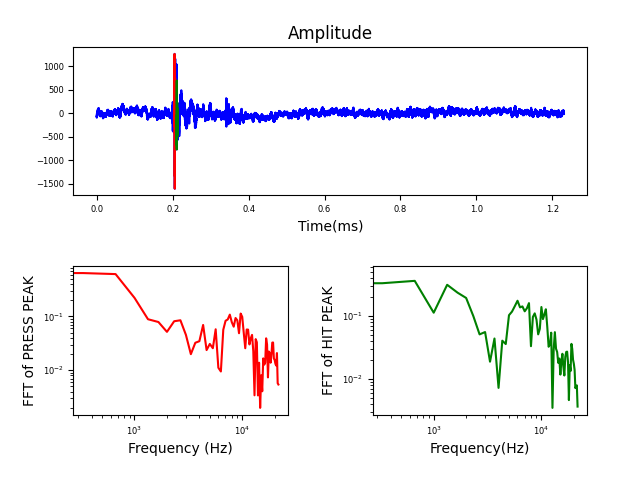 Amplitude
1000
500
0
−500
−1000
−1500
0.0 0.2 0.4 0.6 0.8 1.0 1.2
Time(ms)
FFT of PRESS PEAK
10⁻¹
10⁻²
10³ 10⁴
Frequency (Hz)
FFT of HIT PEAK
10⁻¹
10⁻²
10³ 10⁴
Frequency(Hz)